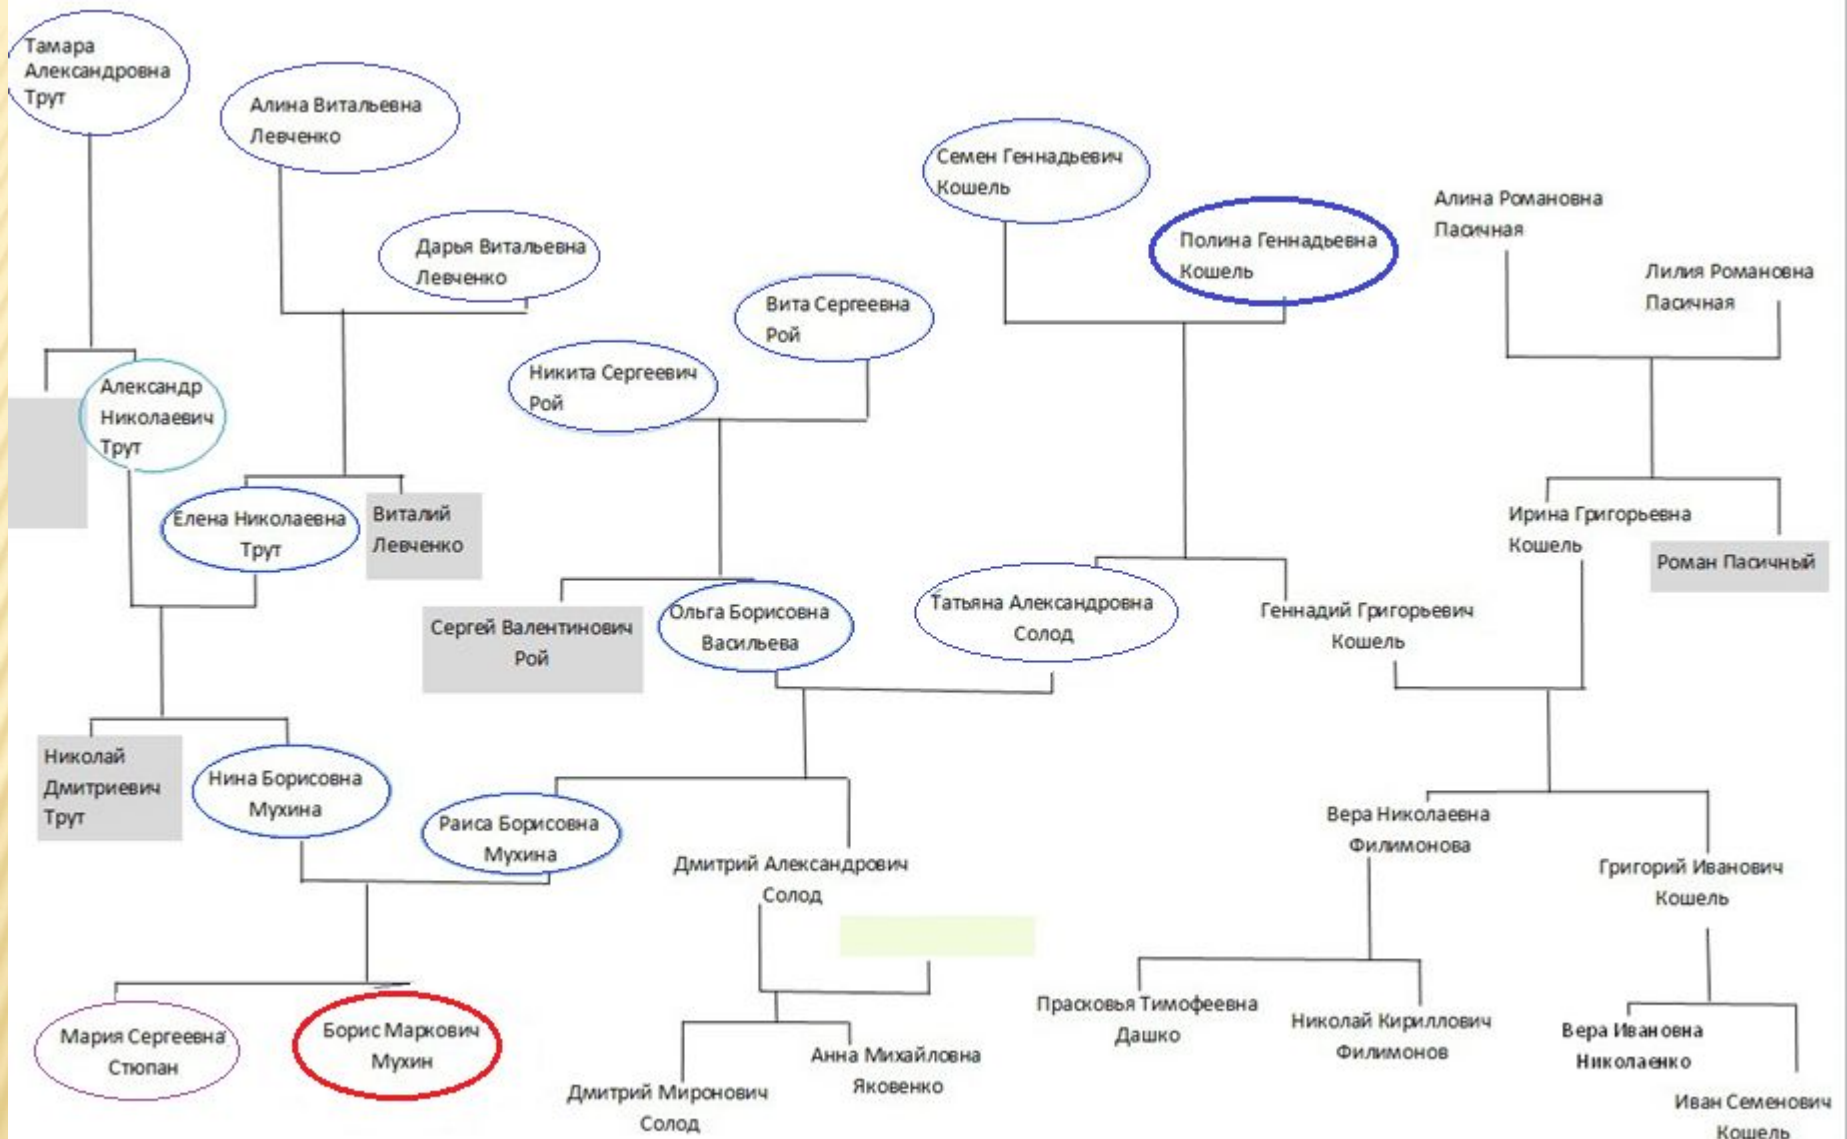 Тамара
Александровна
Трут
Алина Витальевна
Левченко
Семен Геннадьевич
Кошель
Алина Романовна
Пасичная
Полина Геннадьевна
Кошель
Дарья Витальевна
Левченко
Лилия Романовна
Пасичная
Вита Сергеевна
Рой
Никита Сергеевич
Рой
Александр
Николаевич
Трут
Елена Николаевна
Трут
Виталий
Левченко
Ирина Григорьевна
Кошель
Роман Пасичный
Сергей Валентинович
Рой
Ольга Борисовна
Васильева
Татьяна Александровна
Солод
Геннадий Григорьевич
Кошель
Николай
Дмитриевич
Трут
Нина Борисовна
Мухина
Раиса Борисовна
Мухина
Дмитрий Александрович
Солод
Вера Николаевна
Филимонова
Григорий Иванович
Кошель
Мария Сергеевна
Стюпан
Борис Маркович
Мухин
Дмитрий Миронович
Солод
Анна Михайловна
Яковенко
Прасковья Тимофеевна
Дашко
Николай Кириллович
Филимонов
Вера Ивановна
Николаенко
Иван Семенович
Кошель